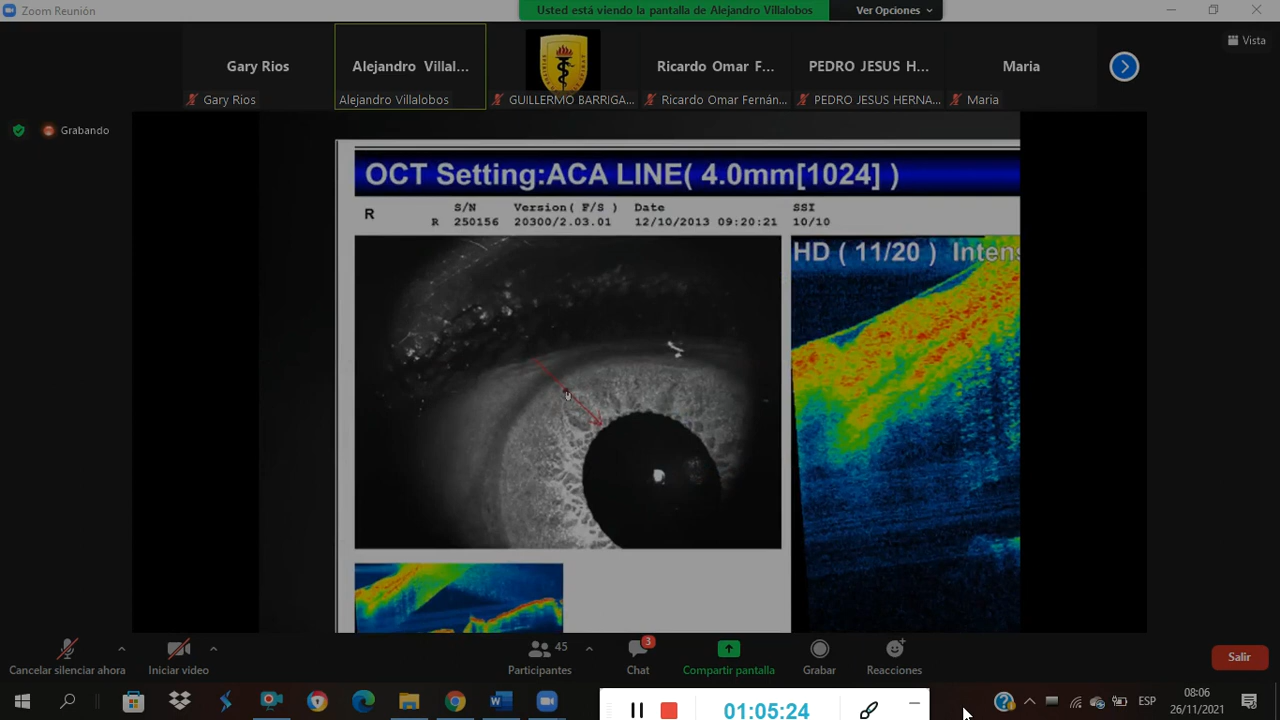 Zoom Reunión
Usted está viendo la pantalla de Alejandro Villalobos
Ver Opciones
Vista
Gary Rios
Alejandro Villal...
Ricardo Omar F...
PEDRO JESUS H...
Maria
Gary Rios
Alejandro Villalobos
GUILLERMO BARRIGA...
Ricardo Omar Fernán...
PEDRO JESUS HERNA...
Maria
Grabando
OCT Setting:ACA LINE( 4.0mm[1024] )
R
S/N Version( F/S ) Date SSI
R 250156 20300/2.03.01 12/10/2013 09:20:21 10/10
HD ( 11/20 ) Intens
Cancelar silenciar ahora
Iniciar video
45
Participantes
3
Chat
Compartir pantalla
Grabar
Reacciones
Salir
01:05:24
ESP
08:06
26/11/2021